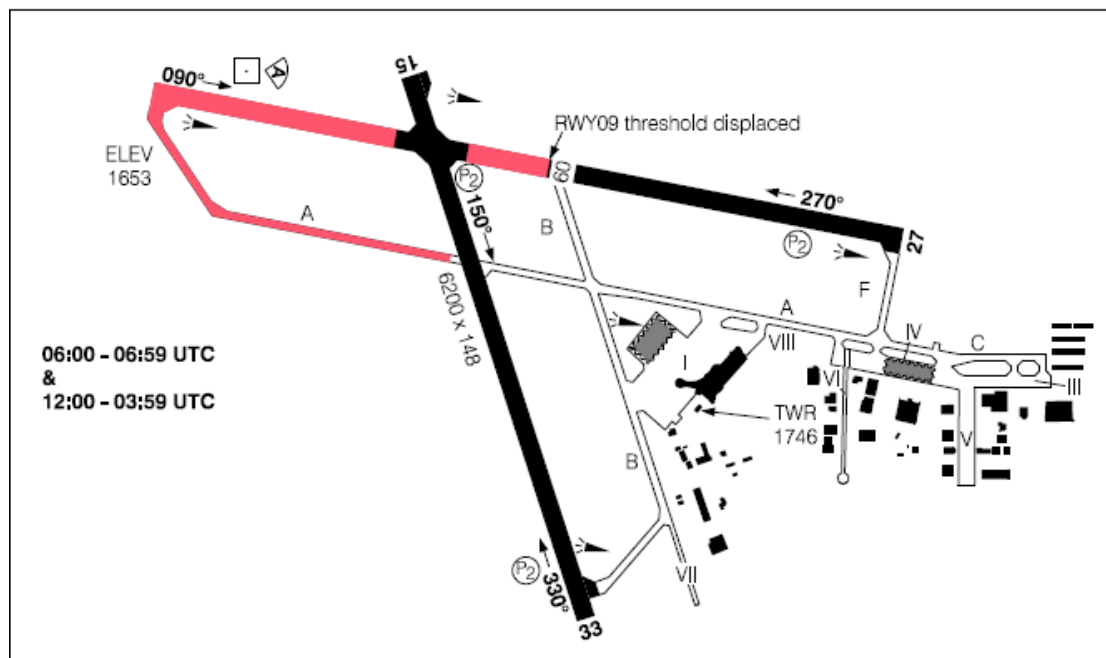 090°
A
15
RWY09 threshold displaced
ELEV
1653
09
P2
150°
270°
27
P2
A
B
F
6200 x 148
A
IV
C
VIII
06:00 - 06:59 UTC
&
12:00 - 03:59 UTC
I
VI
III
TWR
1746
V
B
P2
330°
VII
33